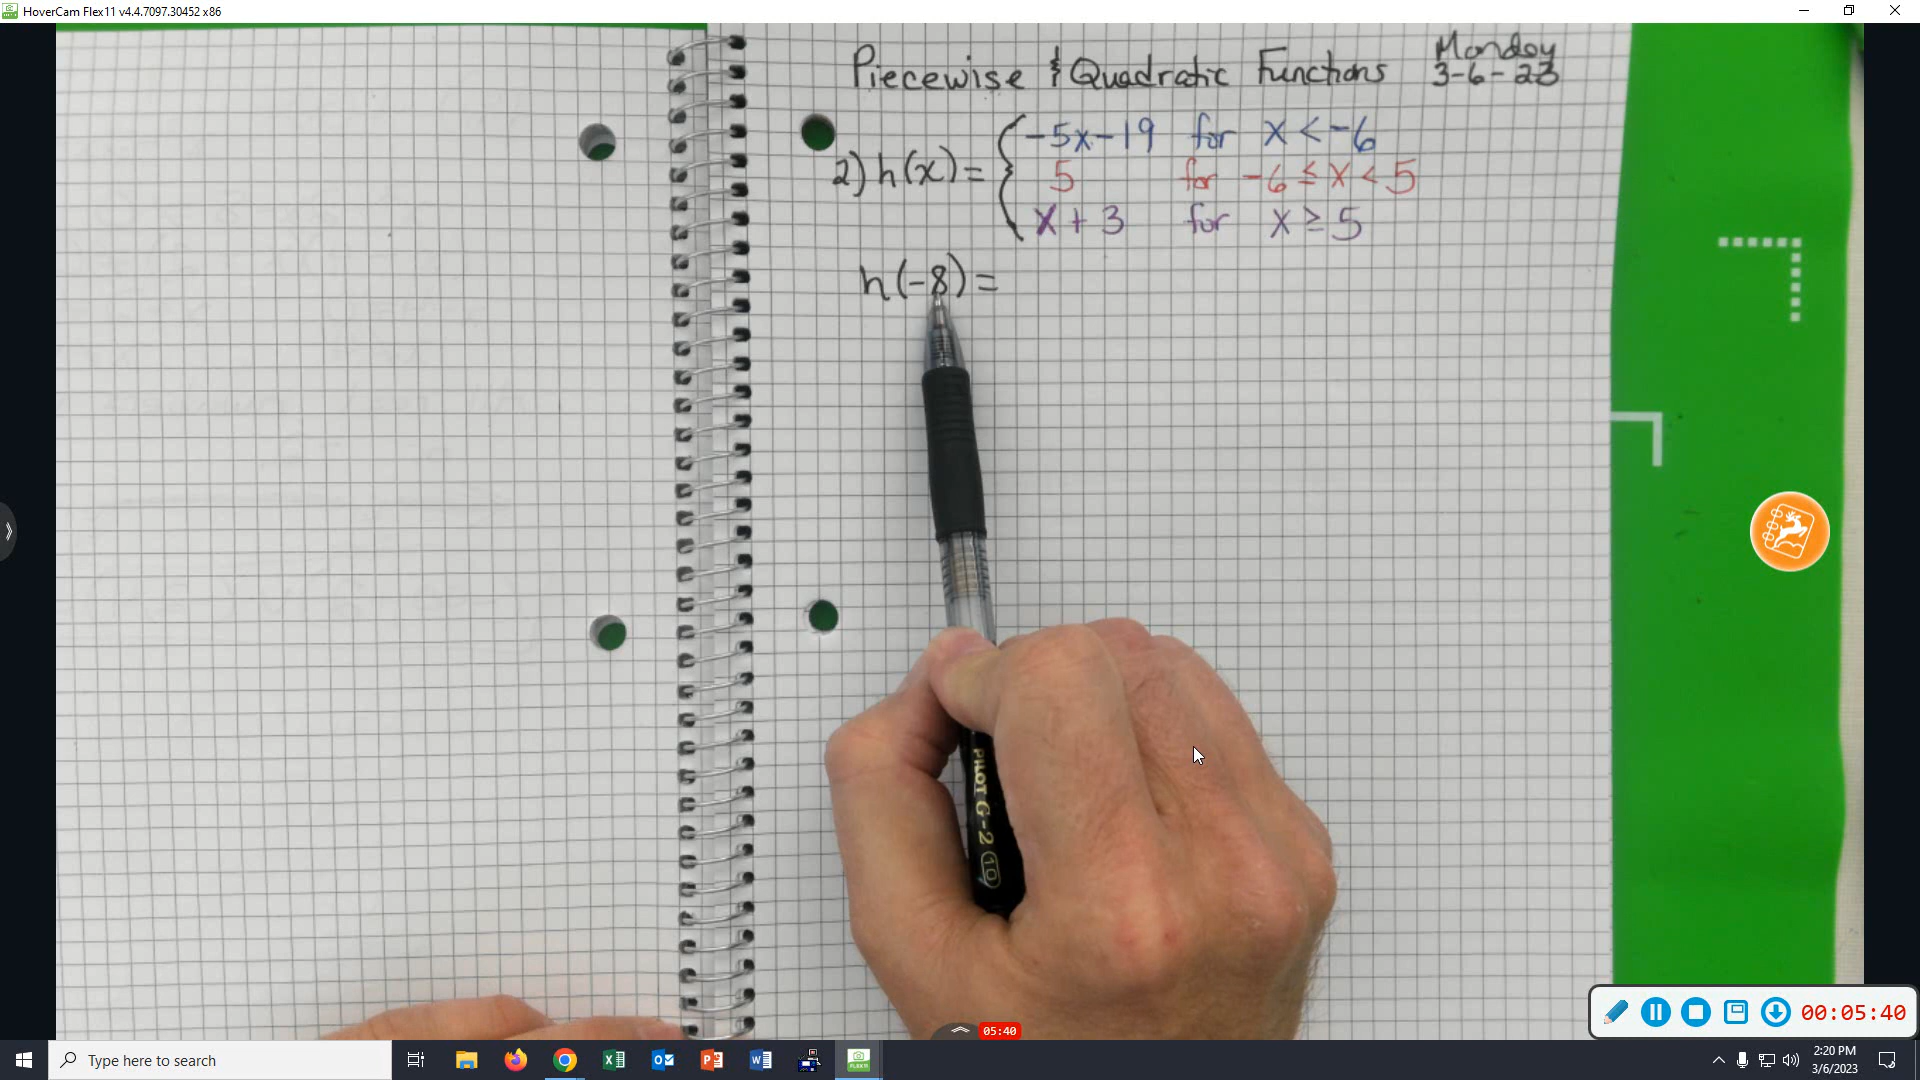 HoverCam Flex11 v4.4.7097.30452 x86
Piecewise & Quadratic Functions Monday
3-6-23
2) h(x) = { -5x-19 for x < -6
5 for -6 ≤ x < 5
x + 3 for x ≥ 5
h(-8) =
PILOT G-2 10
05:40
00:05:40
Type here to search
2:20 PM
3/6/2023